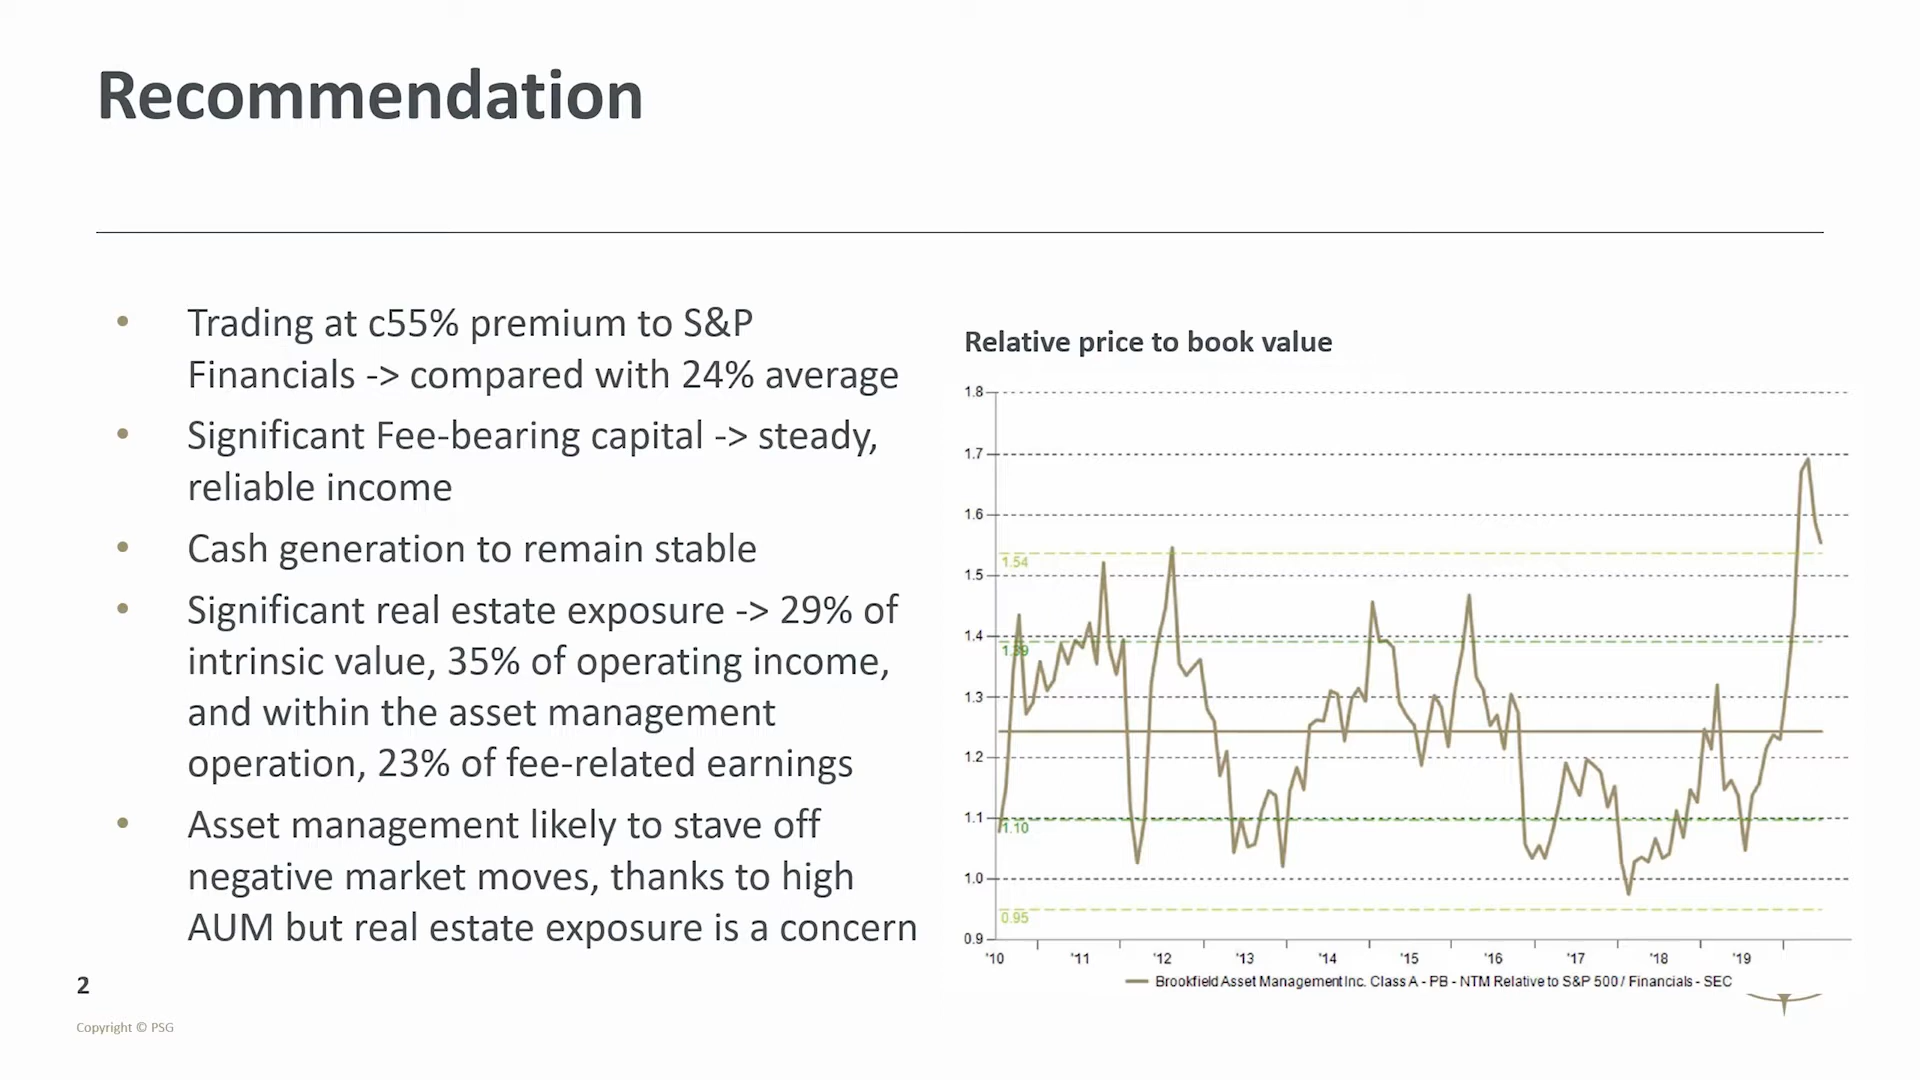 Recommendation
• Trading at c55% premium to S&P
Financials -> compared with 24% average
• Significant Fee-bearing capital -> steady,
reliable income
• Cash generation to remain stable
• Significant real estate exposure -> 29% of
intrinsic value, 35% of operating income,
and within the asset management
operation, 23% of fee-related earnings
• Asset management likely to stave off
negative market moves, thanks to high
AUM but real estate exposure is a concern
Relative price to book value
1.8
1.7
1.6
1.54
1.5
1.4
1.39
1.3
1.2
1.1
1.10
1.0
0.95
0.9
'10 '11 '12 '13 '14 '15 '16 '17 '18 '19
Brookfield Asset Management Inc. Class A - PB - NTM Relative to S&P 500 / Financials - SEC
2
Copyright © PSG